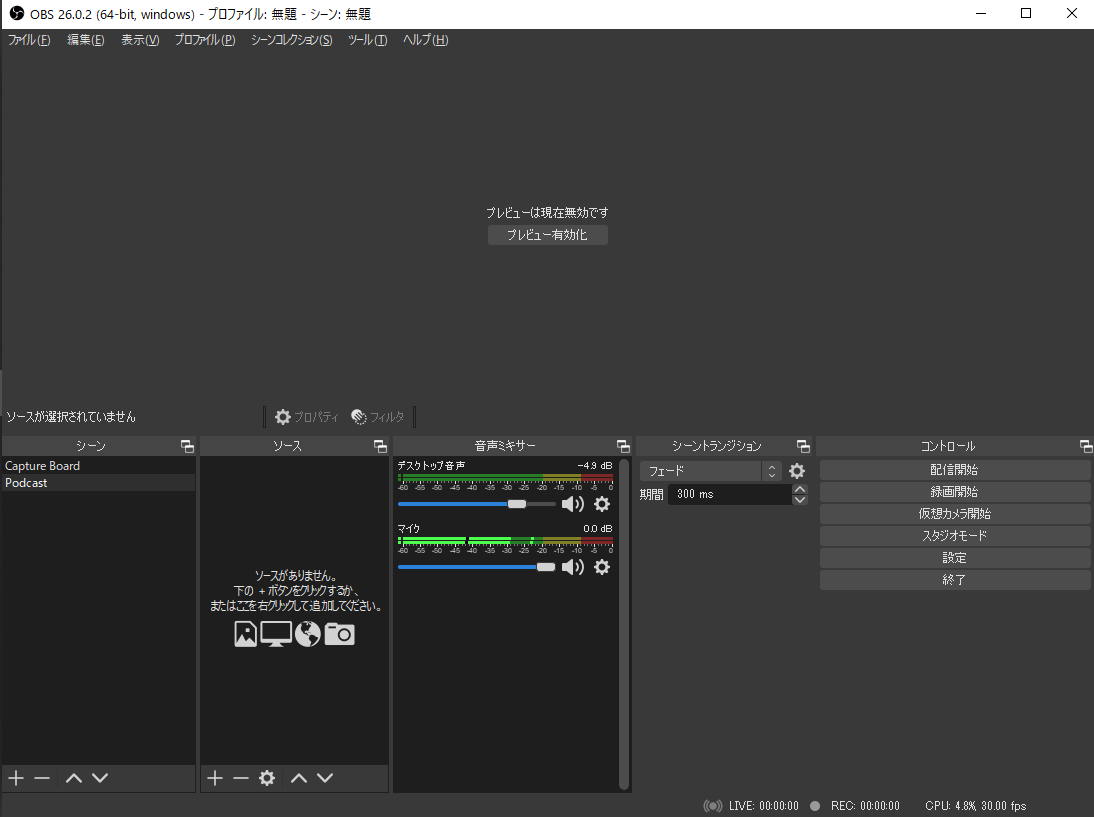 OBS 26.0.2 (64-bit, windows) - プロファイル: 無題 - シーン: 無題
ファイル(F) 編集(E) 表示(V) プロファイル(P) シーンコレクション(S) ツール(T) ヘルプ(H)
プレビューは現在無効です
プレビュー有効化
ソースが選択されていません プロパティ フィルタ
シーン ソース 音声ミキサー シーントランジション コントロール
Capture Board
Podcast
ソースがありません。
下の + ボタンをクリックするか、
またはここを右クリックして追加してください。
デスクトップ音声 -4.9 dB
-60 -55 -50 -45 -40 -35 -30 -25 -20 -15 -10 -5 0
マイク 0.0 dB
-60 -55 -50 -45 -40 -35 -30 -25 -20 -15 -10 -5 0
フェード
期間 300 ms
配信開始
録画開始
仮想カメラ開始
スタジオモード
設定
終了
LIVE: 00:00:00 REC: 00:00:00 CPU: 4.8%, 30.00 fps